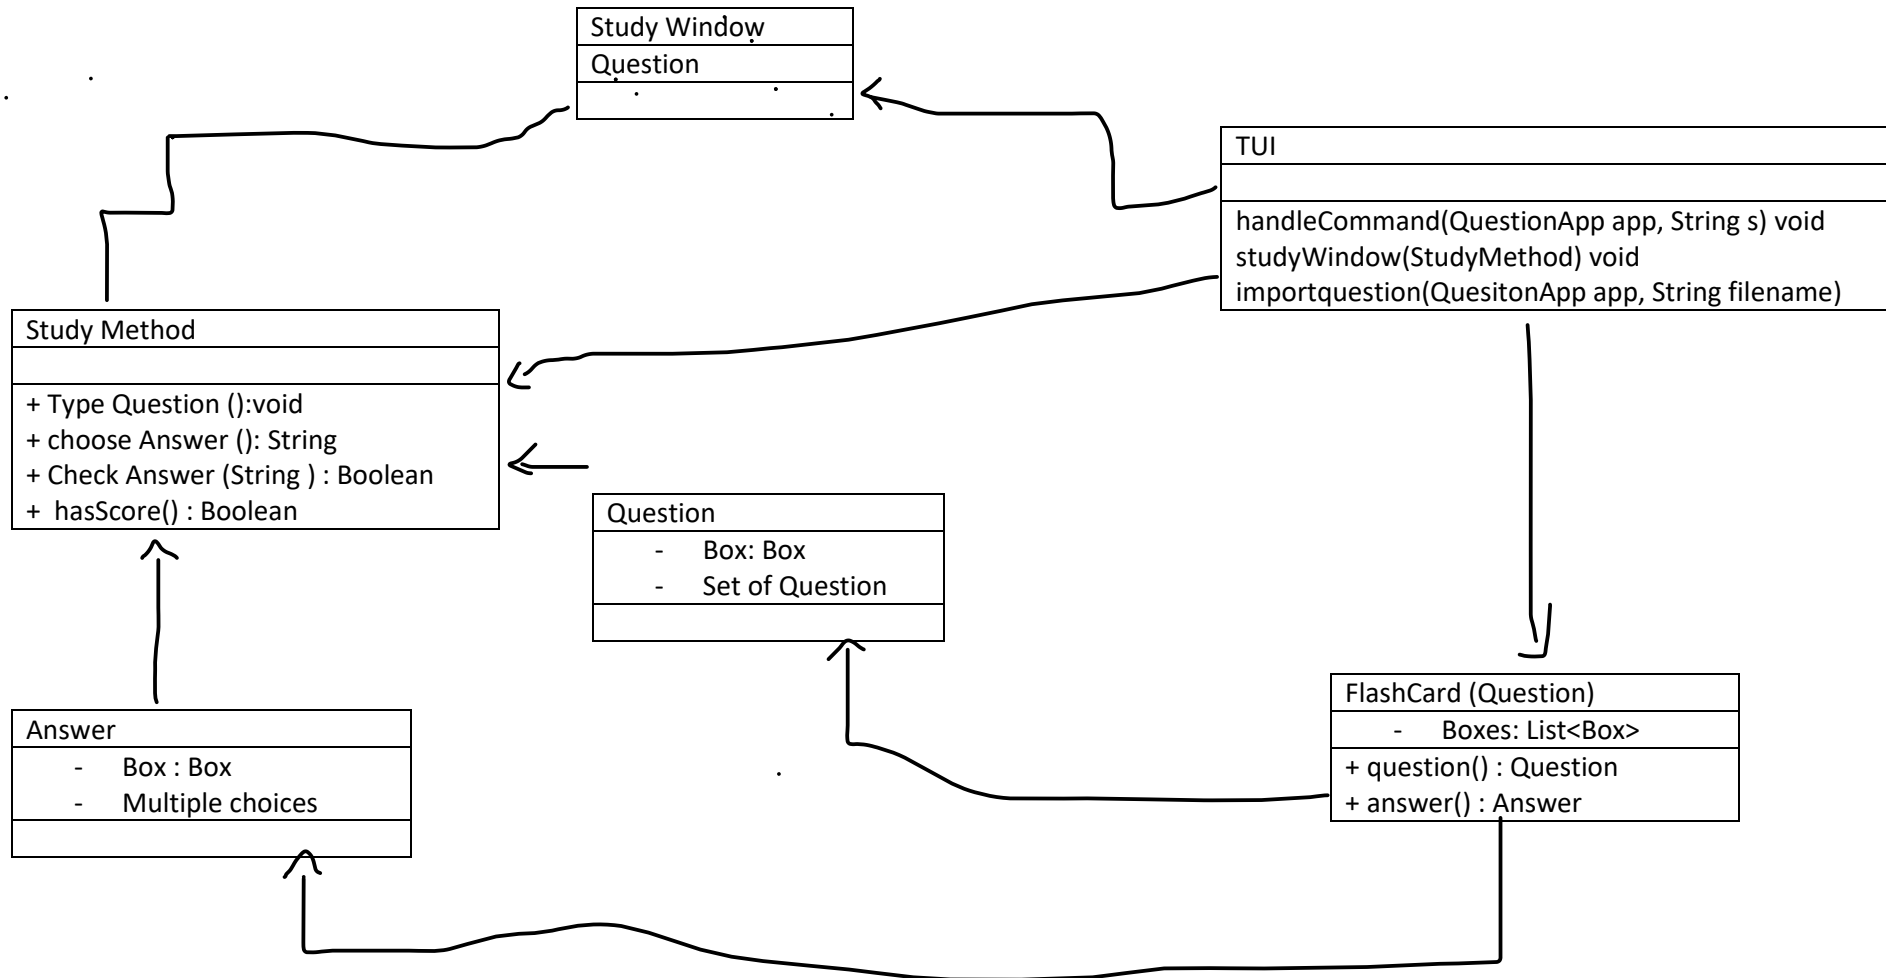 Study Window
Question
TUI
handleCommand(QuestionApp app, String s) void
studyWindow(StudyMethod) void
importquestion(QuesitonApp app, String filename)
Study Method
+ Type Question ():void
+ choose Answer (): String
+ Check Answer (String ) : Boolean
+  hasScore() : Boolean
Question
- Box: Box
- Set of Question
Answer
- Box : Box
- Multiple choices
FlashCard (Question)
- Boxes: List<Box>
+ question() : Question
+ answer() : Answer